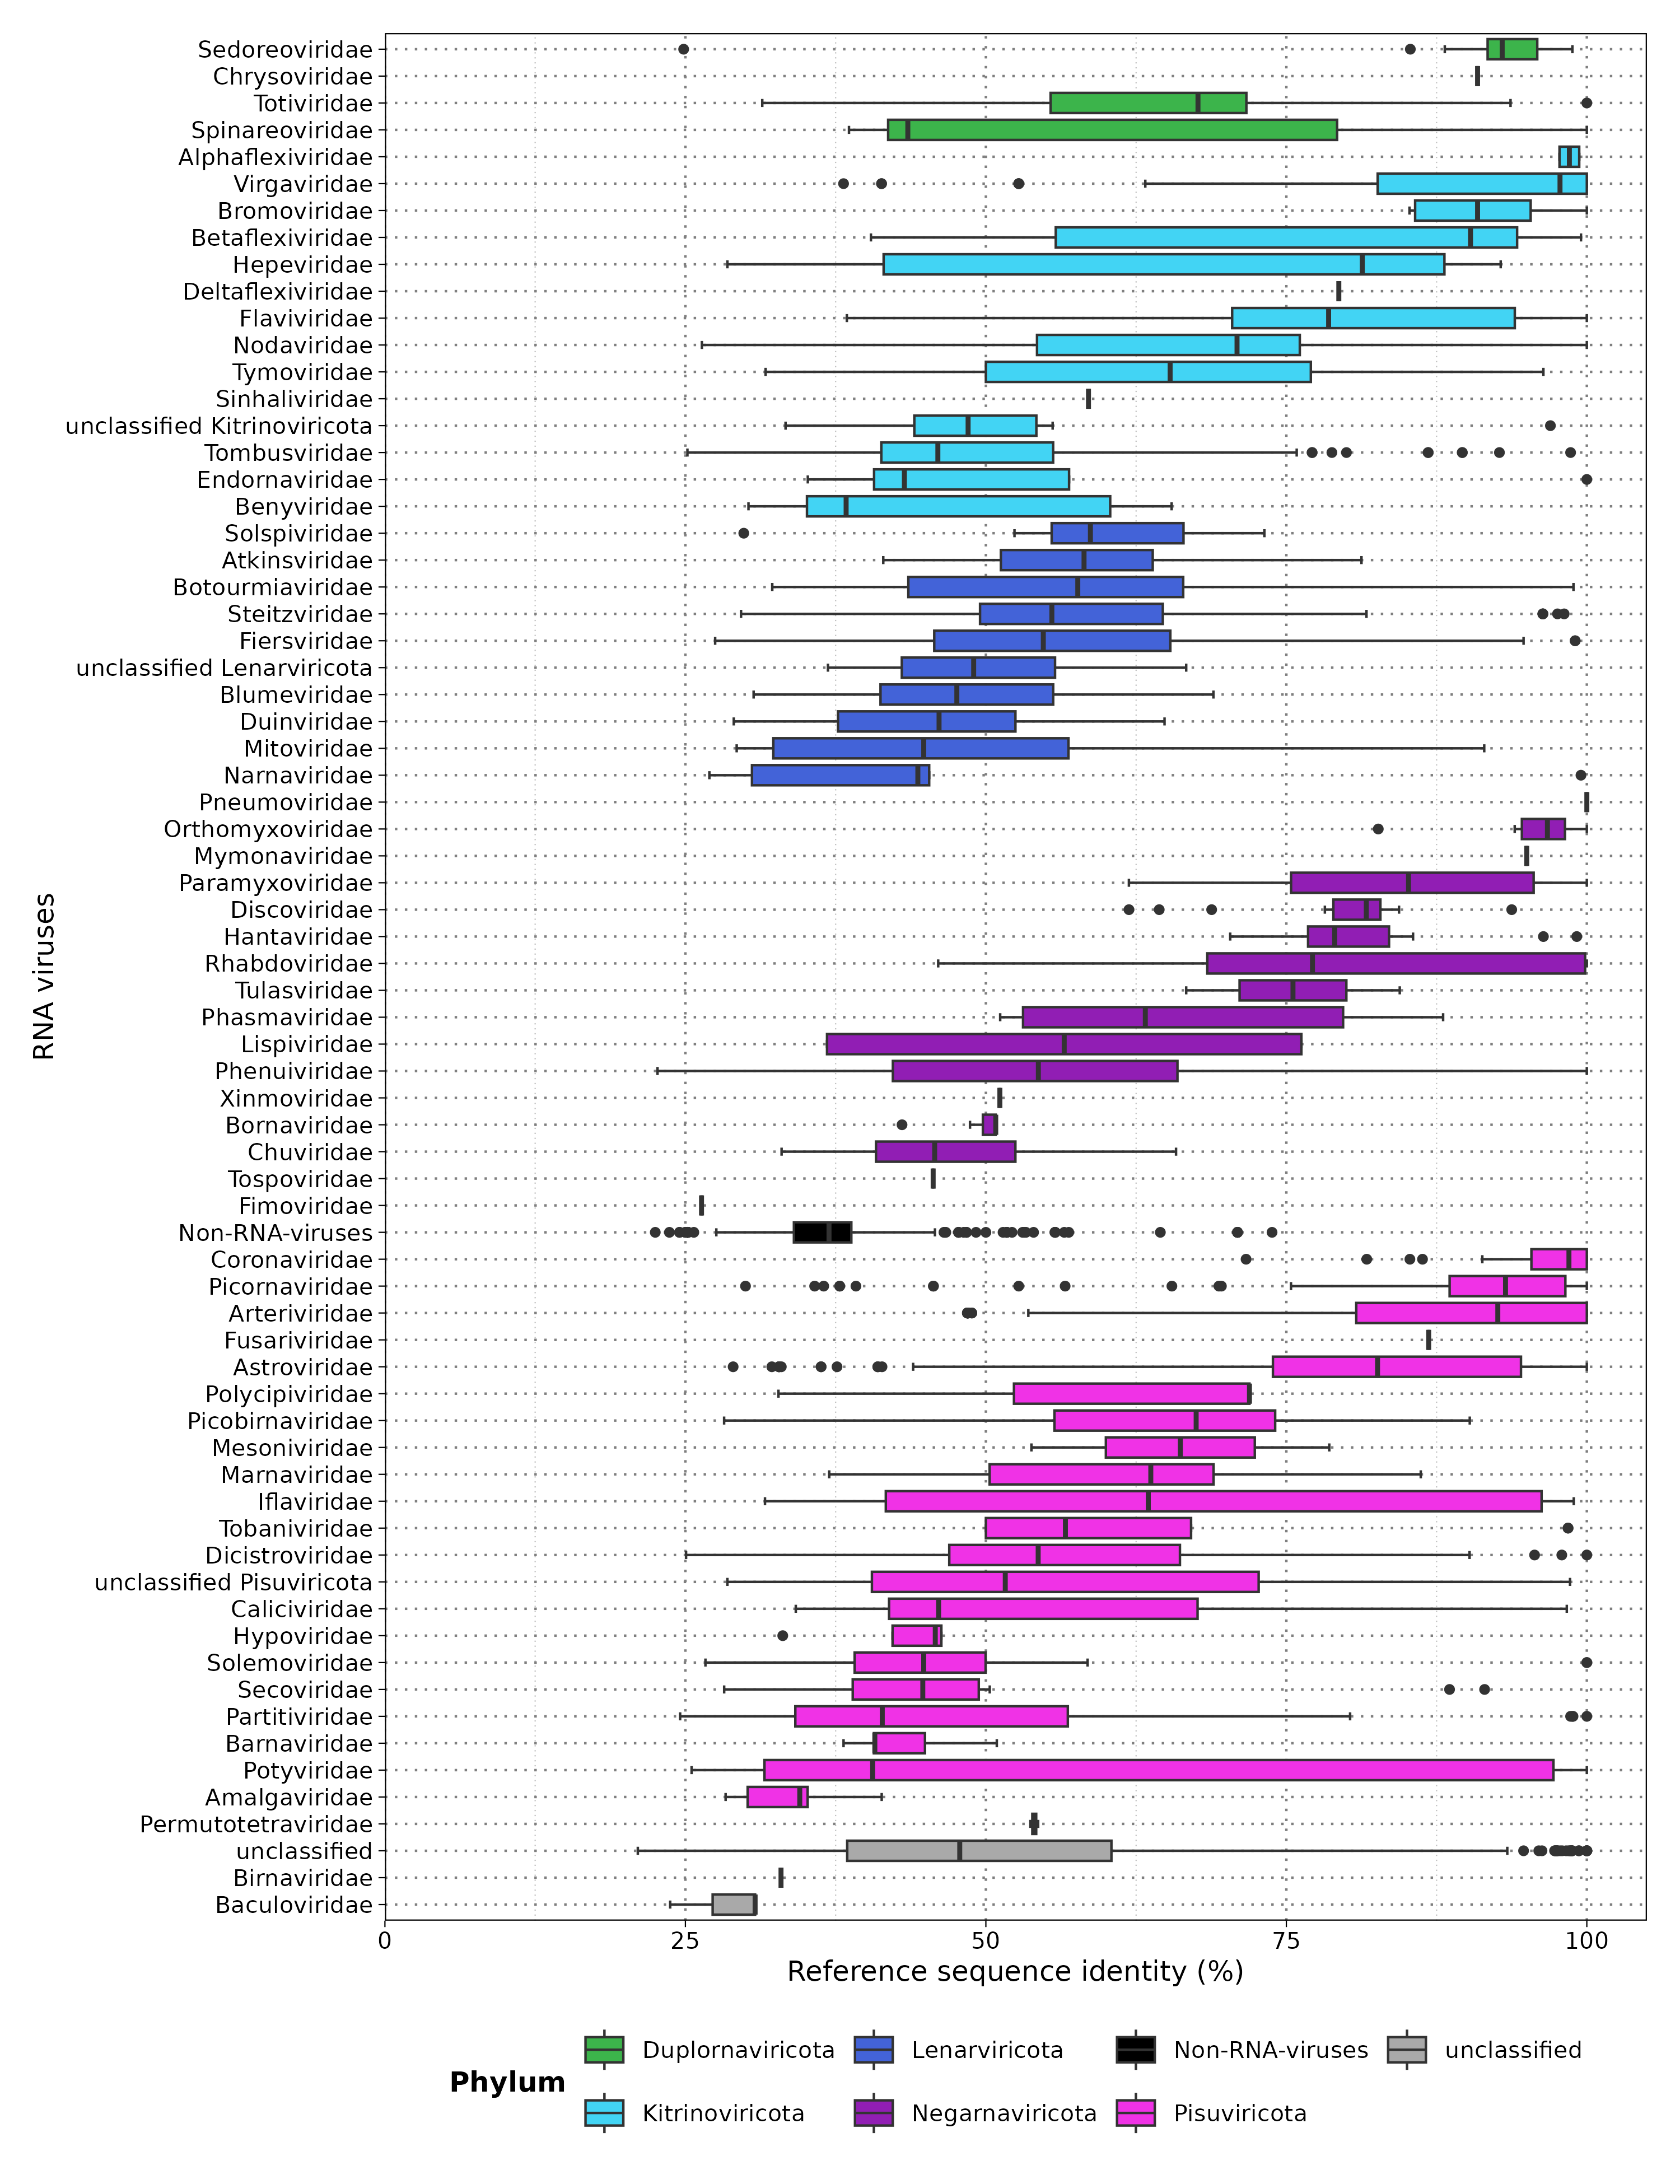 Sedoreoviridae
Chrysoviridae
Totiviridae
Spinareoviridae
Alphaflexiviridae
Virgaviridae
Bromoviridae
Betaflexiviridae
Hepeviridae
Deltaflexiviridae
Flaviviridae
Nodaviridae
Tymoviridae
Sinhaliviridae
unclassified Kitrinoviricota
Tombusviridae
Endornaviridae
Benyviridae
Solspiviridae
Atkinsviridae
Botourmiaviridae
Steitzviridae
Fiersviridae
unclassified Lenarviricota
Blumeviridae
Duinviridae
Mitoviridae
Narnaviridae
Pneumoviridae
Orthomyxoviridae
Mymonaviridae
Paramyxoviridae
Discoviridae
Hantaviridae
Rhabdoviridae
Tulasviridae
Phasmaviridae
Lispiviridae
Phenuiviridae
Xinmoviridae
Bornaviridae
Chuviridae
Tospoviridae
Fimoviridae
Non-RNA-viruses
Coronaviridae
Picornaviridae
Arteriviridae
Fusariviridae
Astroviridae
Polycipiviridae
Picobirnaviridae
Mesoniviridae
Marnaviridae
Iflaviridae
Tobaniviridae
Dicistroviridae
unclassified Pisuviricota
Caliciviridae
Hypoviridae
Solemoviridae
Secoviridae
Partitiviridae
Barnaviridae
Potyviridae
Amalgaviridae
Permutotetraviridae
unclassified
Birnaviridae
Baculoviridae
RNA viruses
0 25 50 75 100
Reference sequence identity (%)
Phylum
Duplornaviricota Lenarviricota Non-RNA-viruses unclassified
Kitrinoviricota Negarnaviricota Pisuviricota